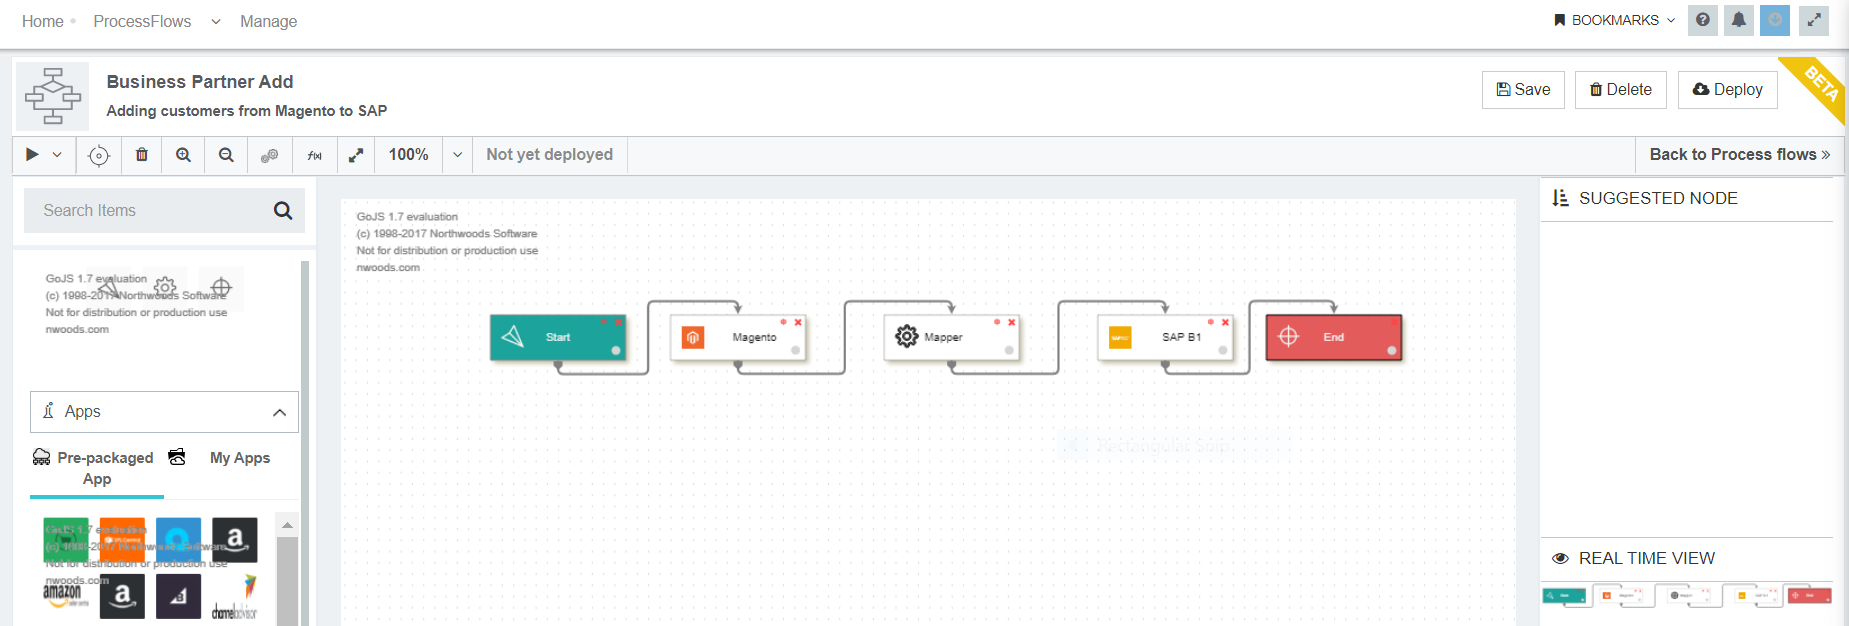 Home ProcessFlows Manage
BOOKMARKS
Business Partner Add
Adding customers from Magento to SAP
Save Delete Deploy
BETA
f(x) 100% Not yet deployed
Back to Process flows »
Search Items
GoJS 1.7 evaluation
(c) 1998-2017 Northwoods Software
Not for distribution or production use
nwoods.com
Apps
Pre-packaged
App
My Apps
GoJS 1.7 evaluation
(c) 1998-2017 Northwoods Software
Not for distribution or production use
nwoods.com
a
amazon
a
channeladvisor
GoJS 1.7 evaluation
(c) 1998-2017 Northwoods Software
Not for distribution or production use
nwoods.com
Start
Magento
Mapper
SAP B1
End
Rectangular Snip
SUGGESTED NODE
REAL TIME VIEW